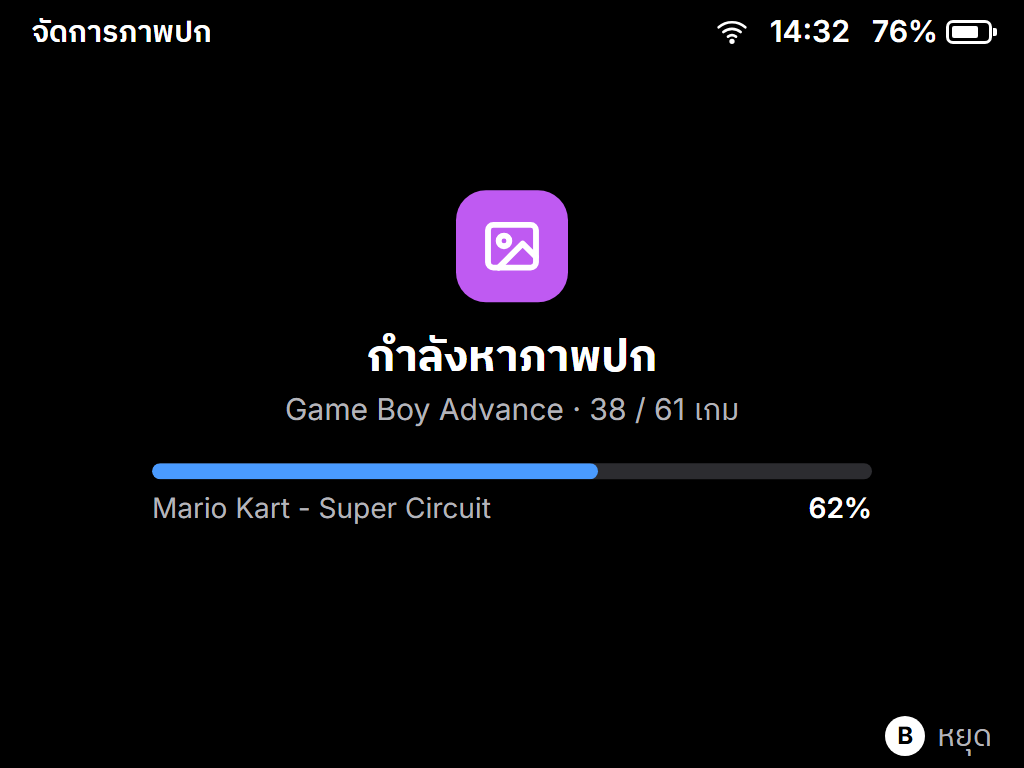 จัดการภาพปก
14:32 76%
กำลังหาภาพปก
Game Boy Advance · 38 / 61 เกม
Mario Kart - Super Circuit 62%
B หยุด